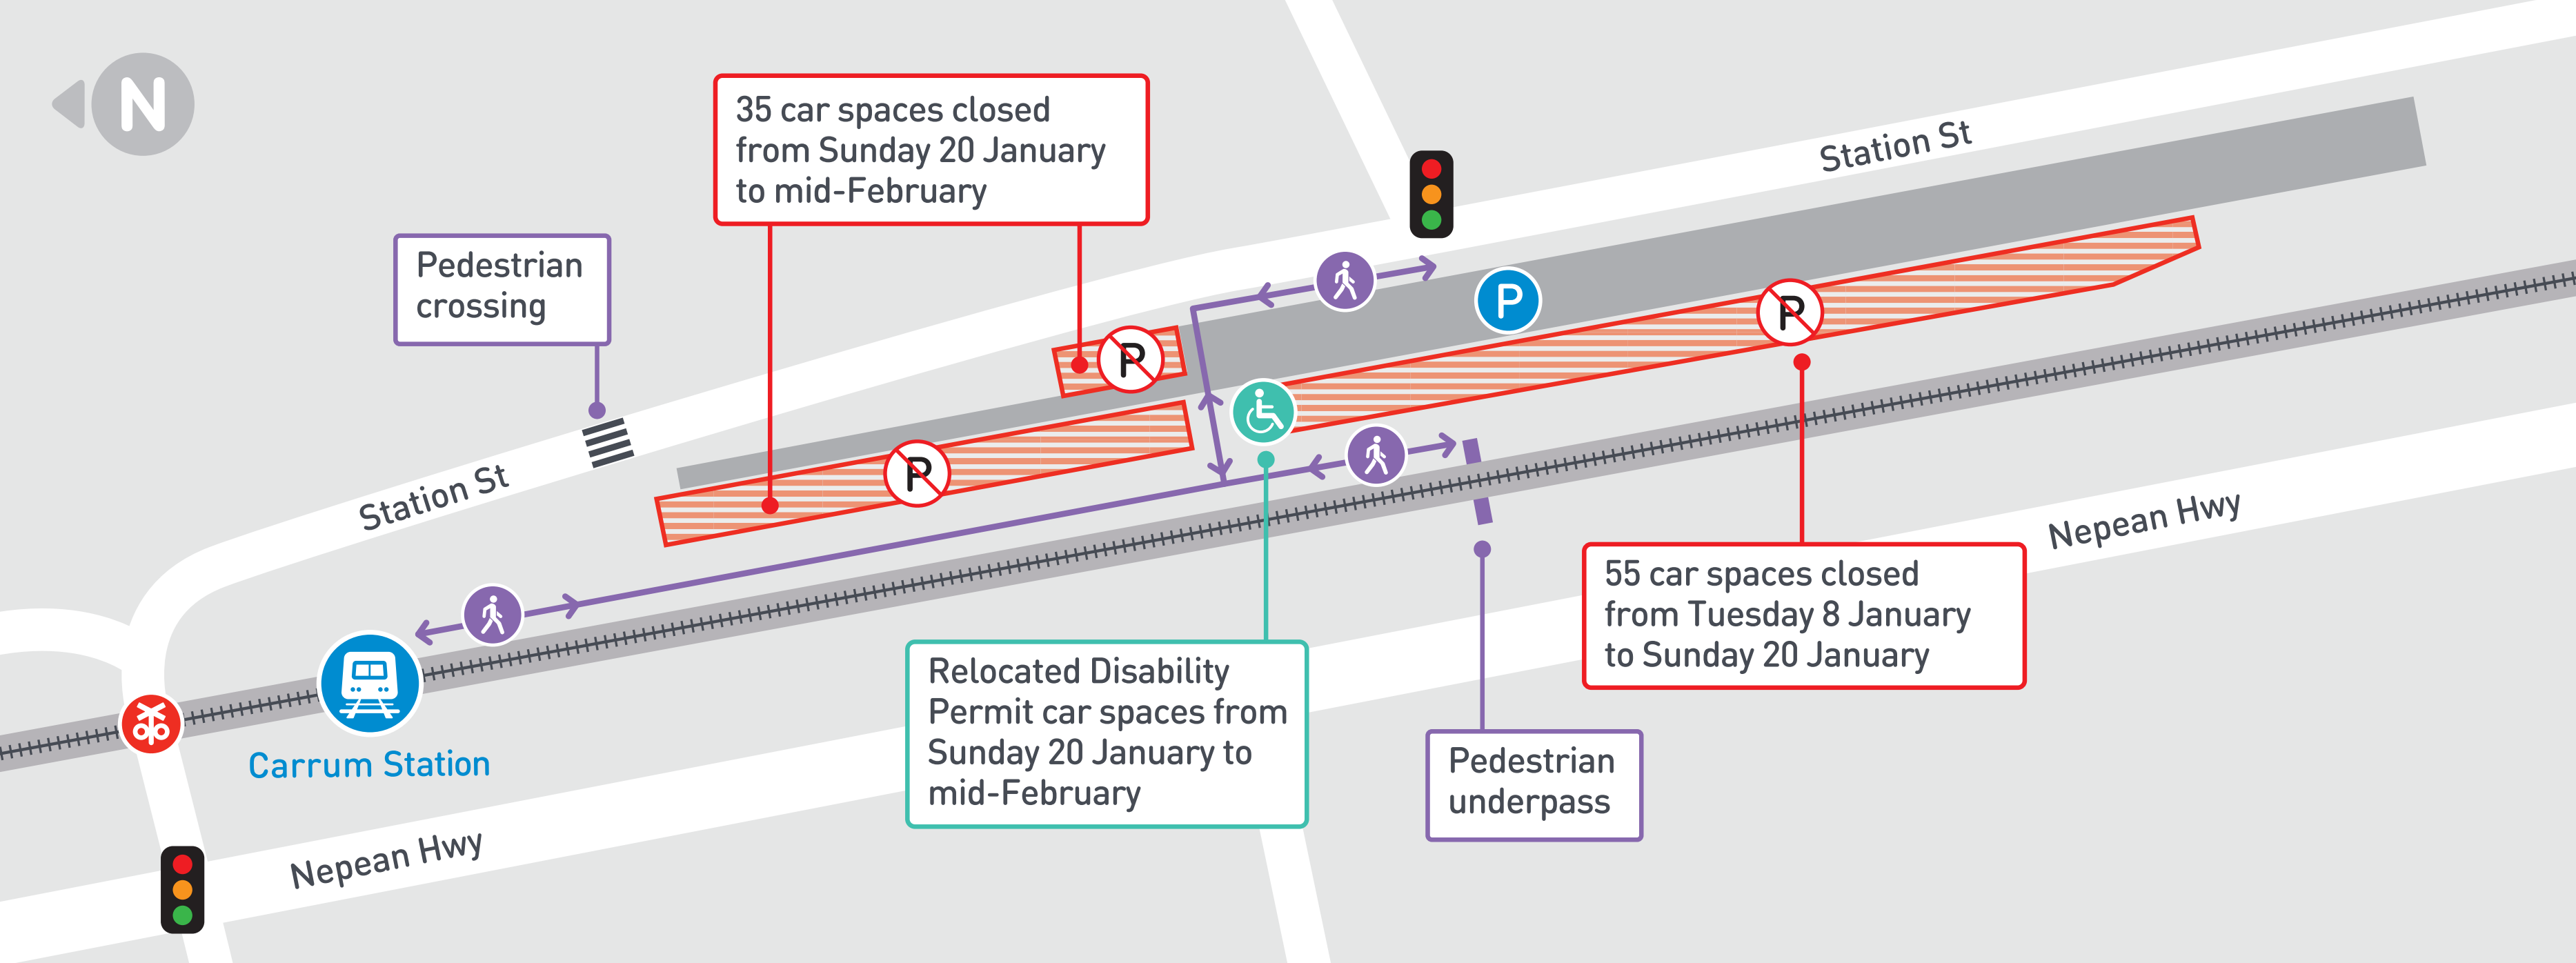 N
35 car spaces closed
from Sunday 20 January
to mid-February
Station St
Pedestrian
crossing
P
P
P
P
Station St
Nepean Hwy
55 car spaces closed
from Tuesday 8 January
to Sunday 20 January
Relocated Disability
Permit car spaces from
Sunday 20 January to
mid-February
Pedestrian
underpass
Carrum Station
Nepean Hwy